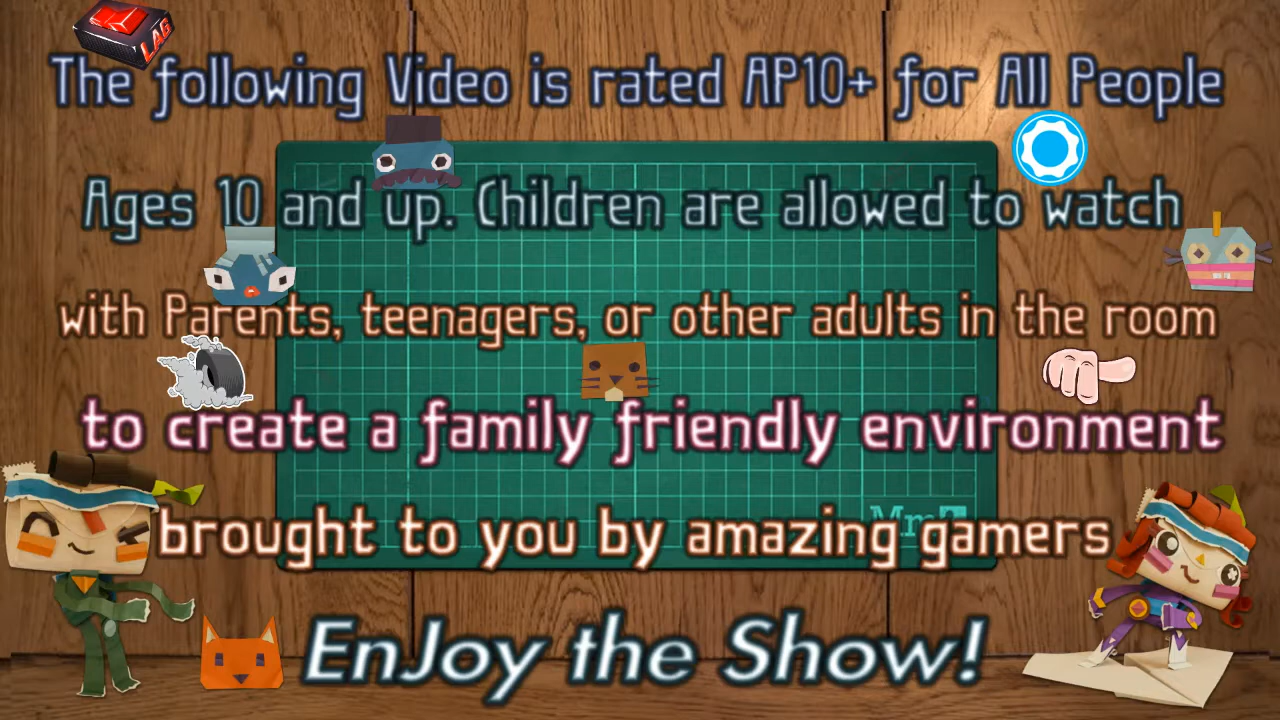 LAG
The following Video is rated AP10+ for All People
Ages 10 and up. Children are allowed to watch
with Parents, teenagers, or other adults in the room
to create a family friendly environment
brought to you by amazing gamers
EnJoy the Show!